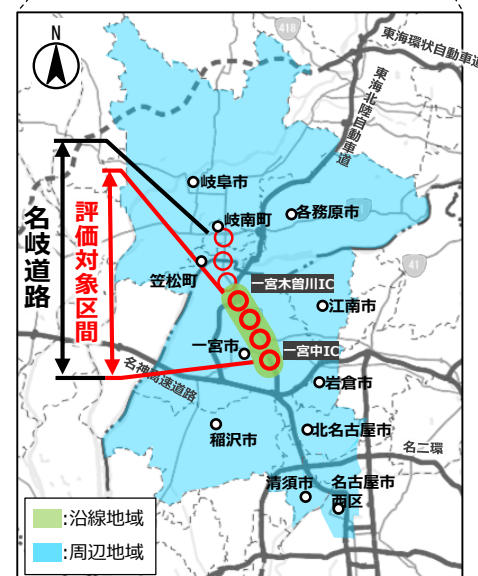 N
418
東海環状自動車道
東海北陸自動車道
岐阜市
岐南町
各務原市
名岐道路
評価対象区間
笠松町
一宮木曽川IC
41
江南市
一宮市
一宮中IC
名神高速道路
岩倉市
稲沢市
北名古屋市
名二環
清須市
名古屋市
西区
:沿線地域
:周辺地域